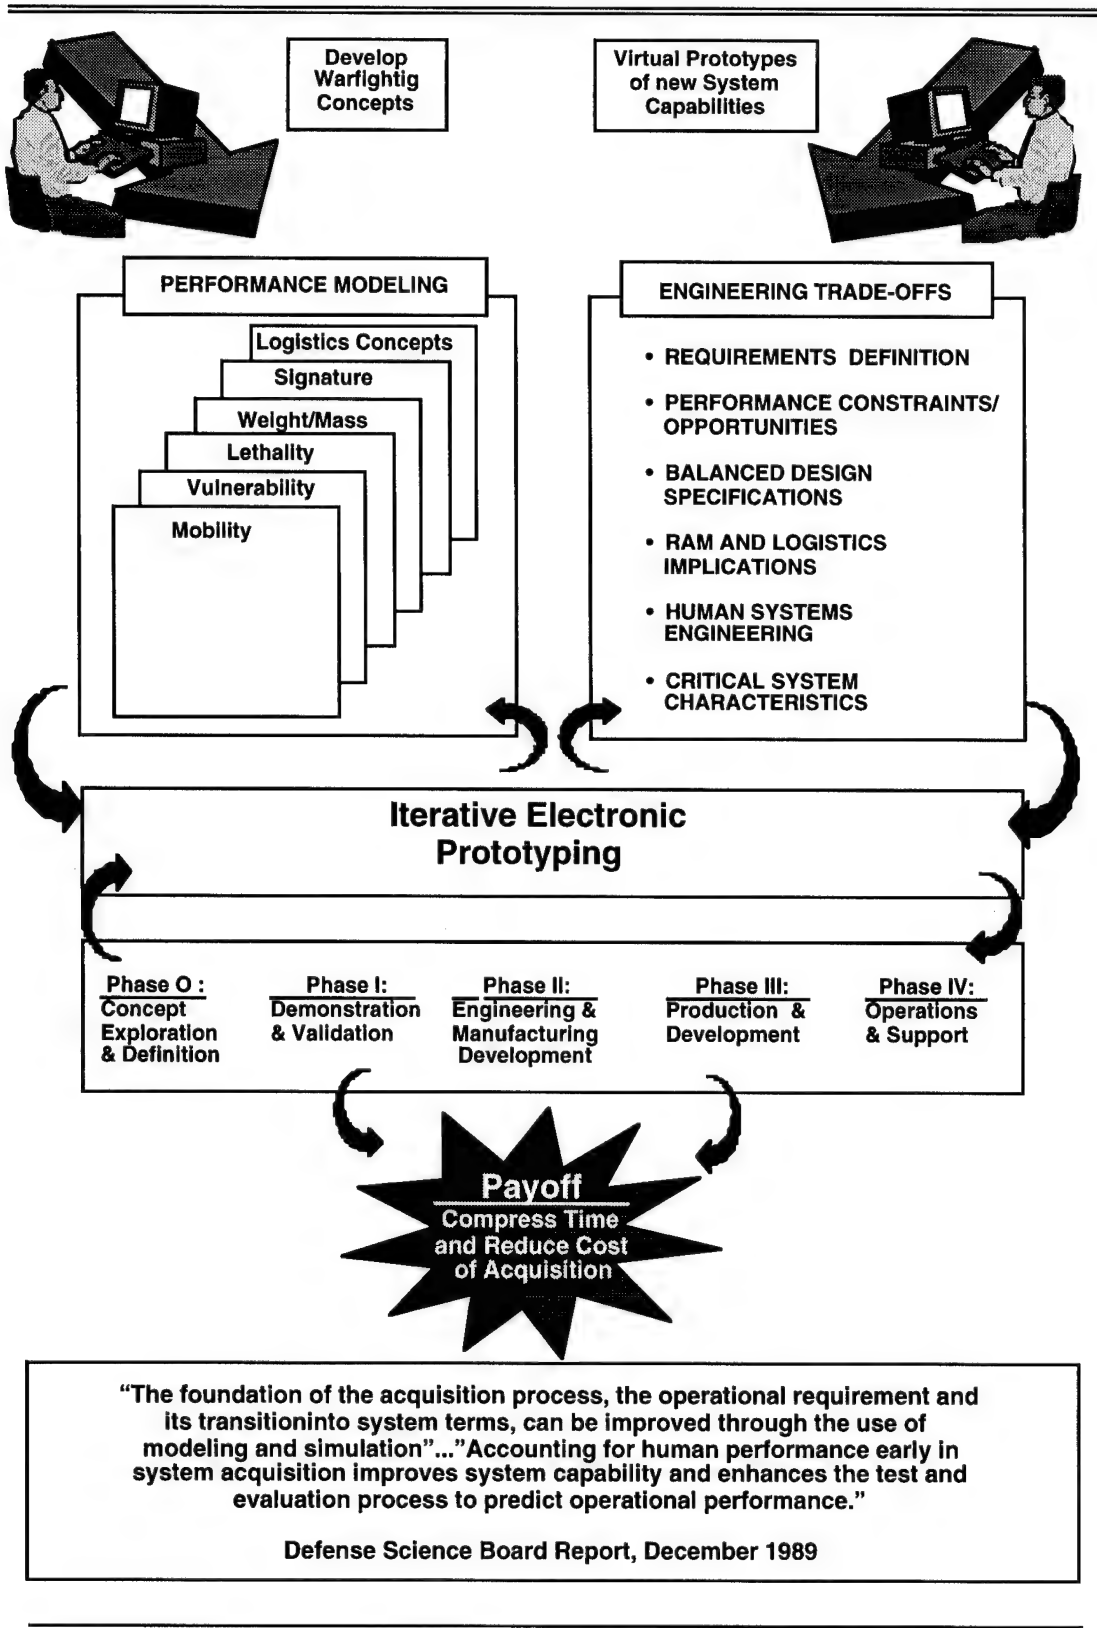 Develop
Warfightig
Concepts
Virtual Prototypes
of new System
Capabilities
PERFORMANCE MODELING
Logistics Concepts
Signature
Weight/Mass
Lethality
Vulnerability
Mobility
ENGINEERING TRADE-OFFS
• REQUIREMENTS DEFINITION
• PERFORMANCE CONSTRAINTS/
OPPORTUNITIES
• BALANCED DESIGN
SPECIFICATIONS
• RAM AND LOGISTICS
IMPLICATIONS
• HUMAN SYSTEMS
ENGINEERING
• CRITICAL SYSTEM
CHARACTERISTICS
Iterative Electronic
Prototyping
Phase O :
Concept
Exploration
& Definition
Phase I:
Demonstration
& Validation
Phase II:
Engineering &
Manufacturing
Development
Phase III:
Production &
Development
Phase IV:
Operations
& Support
Payoff
Compress Time
and Reduce Cost
of Acquisition
“The foundation of the acquisition process, the operational requirement and
its transitioninto system terms, can be improved through the use of
modeling and simulation”...”Accounting for human performance early in
system acquisition improves system capability and enhances the test and
evaluation process to predict operational performance.”
Defense Science Board Report, December 1989